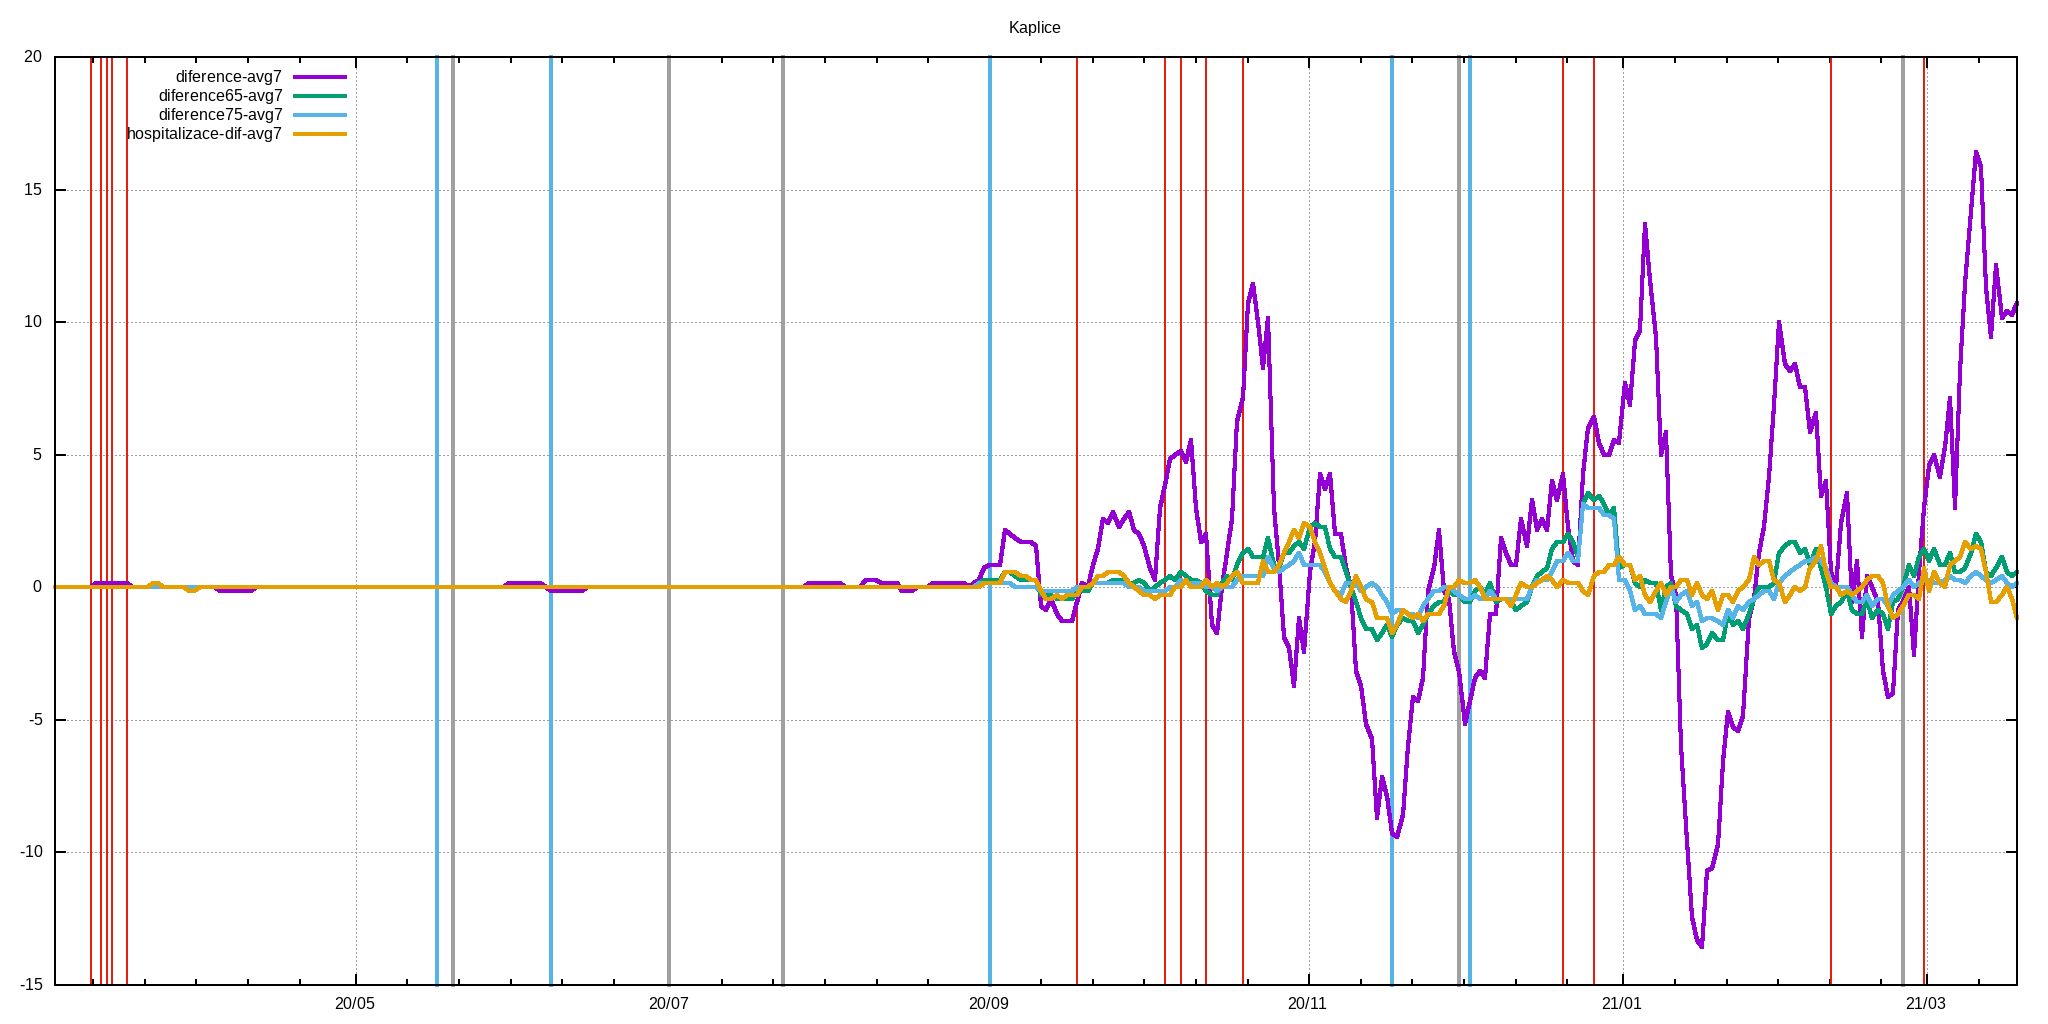 Kaplice
20
15
10
5
0
-5
-10
-15
diference-avg7
diference65-avg7
diference75-avg7
hospitalizace-dif-avg7
20/05 20/07 20/09 20/11 21/01 21/03